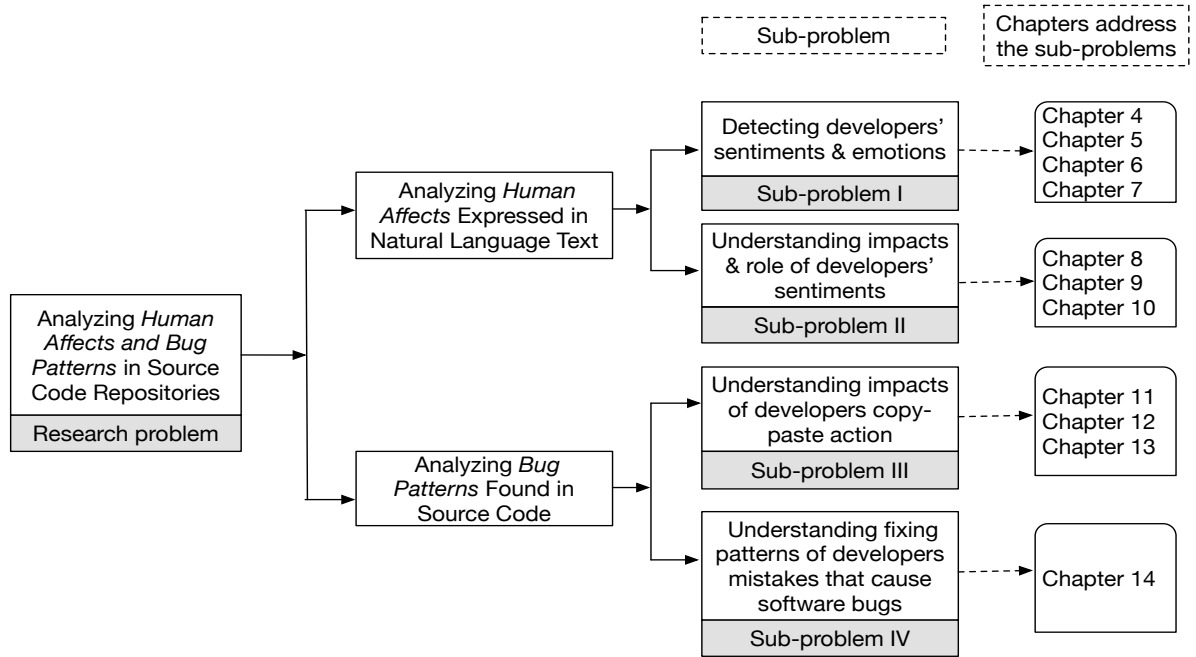 Sub-problem
Chapters address
the sub-problems
Analyzing Human
Affects and Bug
Patterns in Source
Code Repositories
Research problem
Analyzing Human
Affects Expressed in
Natural Language Text
Analyzing Bug
Patterns Found in
Source Code
Detecting developers’
sentiments & emotions
Sub-problem I
Chapter 4
Chapter 5
Chapter 6
Chapter 7
Understanding impacts
& role of developers’
sentiments
Sub-problem II
Chapter 8
Chapter 9
Chapter 10
Understanding impacts
of developers copy-
paste action
Sub-problem III
Chapter 11
Chapter 12
Chapter 13
Understanding fixing
patterns of developers
mistakes that cause
software bugs
Sub-problem IV
Chapter 14